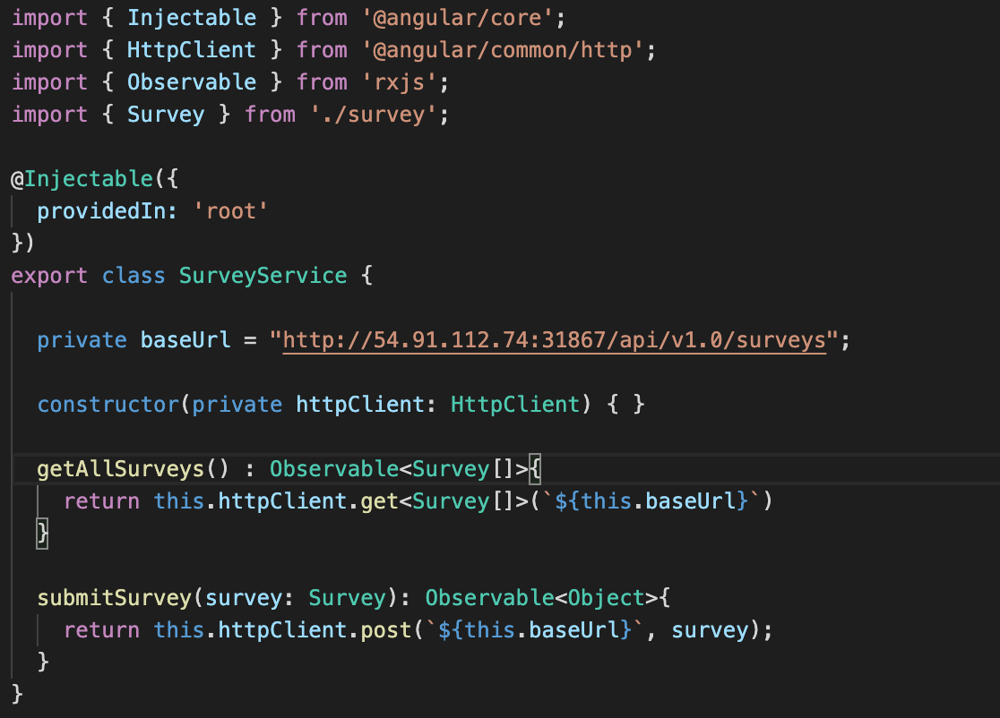 import { Injectable } from '@angular/core';
import { HttpClient } from '@angular/common/http';
import { Observable } from 'rxjs';
import { Survey } from './survey';

@Injectable({
  providedIn: 'root'
})
export class SurveyService {

  private baseUrl = "http://54.91.112.74:31867/api/v1.0/surveys";

  constructor(private httpClient: HttpClient) { }

  getAllSurveys() : Observable<Survey[]>{
    return this.httpClient.get<Survey[]>(`${this.baseUrl}`)
  }

  submitSurvey(survey: Survey): Observable<Object>{
    return this.httpClient.post(`${this.baseUrl}`, survey);
  }
}